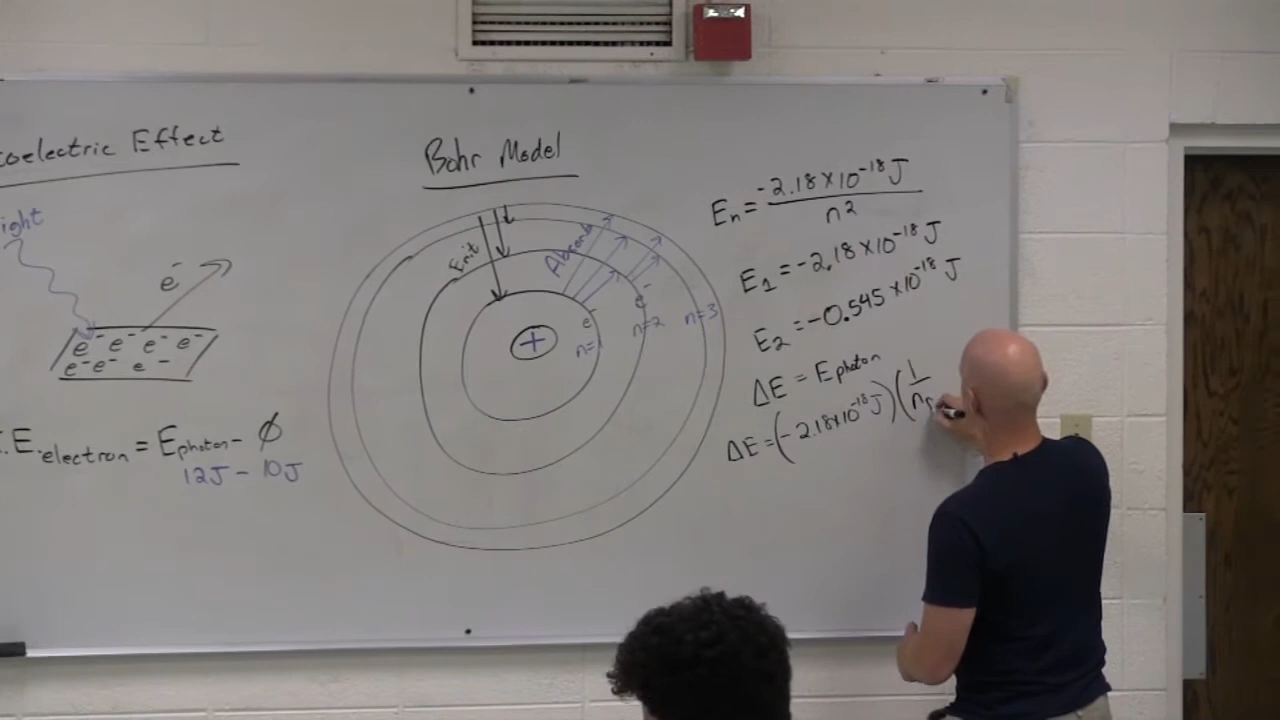 toelectric Effect
ight
e⁻
e⁻ e⁻ e⁻ e⁻
e⁻ e⁻ e⁻
.E.electron = Ephoton - ϕ
12J - 10J
Bohr Model
Emit
Absorb
+
e⁻
n=1
e⁻
n=2
n=3
En = -2.18×10⁻¹⁸ J / n²
E₁ = -2.18×10⁻¹⁸ J
E₂ = -0.545×10⁻¹⁸ J
ΔE = Ephoton
ΔE = (-2.18×10⁻¹⁸ J)(1/n